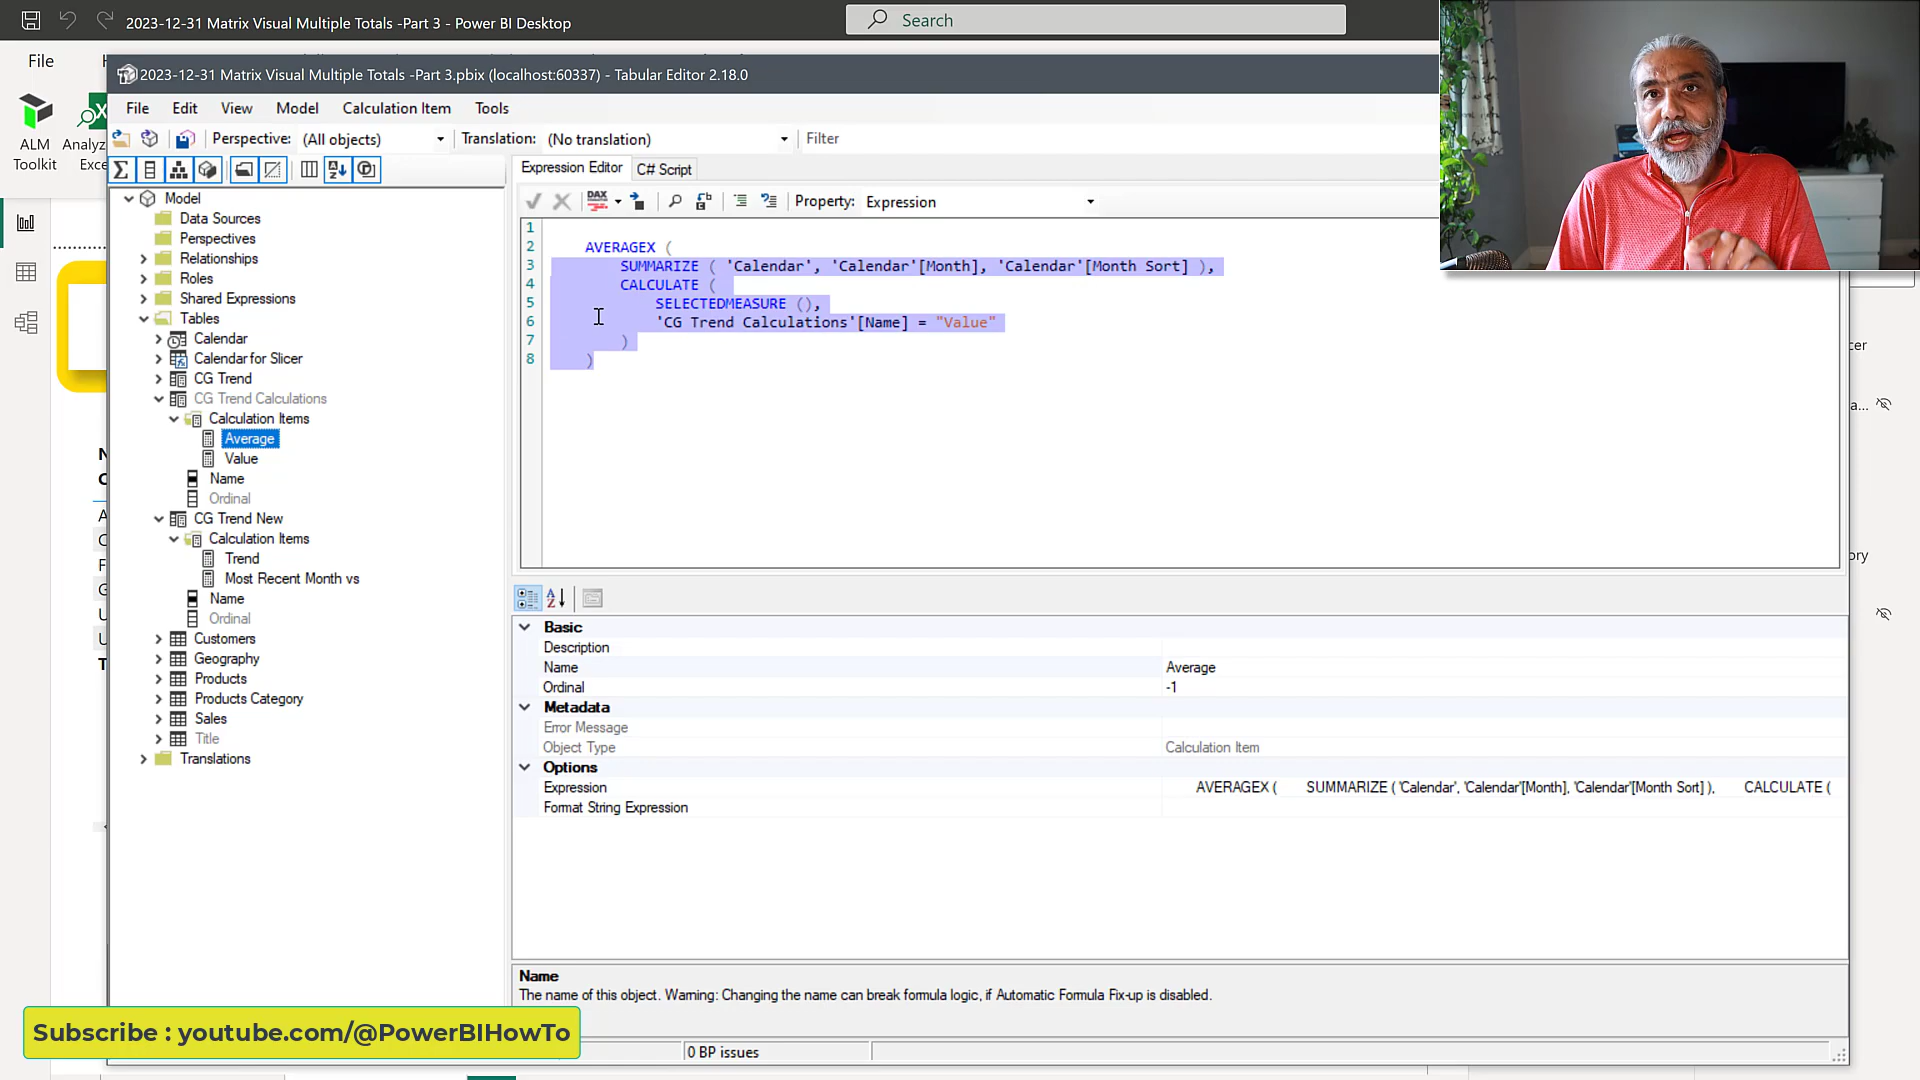 2023-12-31 Matrix Visual Multiple Totals -Part 3 - Power BI Desktop
Search
File
2023-12-31 Matrix Visual Multiple Totals -Part 3.pbix (localhost:60337) - Tabular Editor 2.18.0
File Edit View Model Calculation Item Tools
ALM Toolkit
Analyz
Exce
Perspective: (All objects) Translation: (No translation) Filter
Expression Editor C# Script
DAX Property: Expression
Model
Data Sources
Perspectives
Relationships
Roles
Shared Expressions
Tables
Calendar
Calendar for Slicer
CG Trend
CG Trend Calculations
Calculation Items
Average
Value
Name
Ordinal
CG Trend New
Calculation Items
Trend
Most Recent Month vs
Name
Ordinal
Customers
Geography
Products
Products Category
Sales
Title
Translations
1
2 AVERAGEX (
3 SUMMARIZE ( 'Calendar', 'Calendar'[Month], 'Calendar'[Month Sort] ),
4 CALCULATE (
5 SELECTEDMEASURE (),
6 'CG Trend Calculations'[Name] = "Value"
7 )
8 )
Basic
Description
Name Average
Ordinal -1
Metadata
Error Message
Object Type Calculation Item
Options
Expression AVERAGEX ( SUMMARIZE ( 'Calendar', 'Calendar'[Month], 'Calendar'[Month Sort] ), CALCULATE (
Format String Expression
Name
The name of this object. Warning: Changing the name can break formula logic, if Automatic Formula Fix-up is disabled.
0 BP issues
Subscribe : youtube.com/@PowerBIHowTo